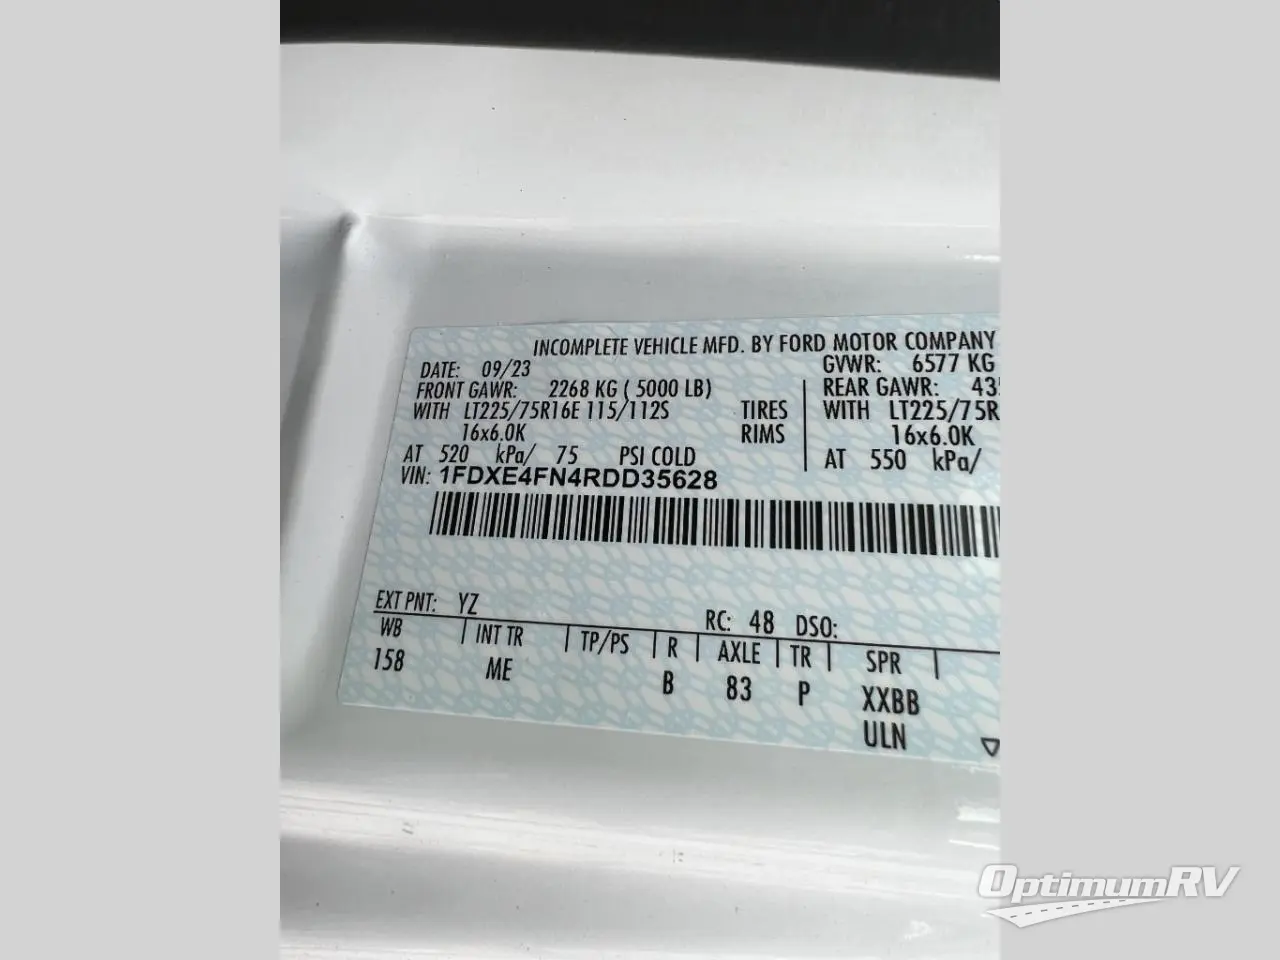 INCOMPLETE VEHICLE MFD. BY FORD MOTOR COMPANY
DATE: 09/23 GVWR: 6577 KG
FRONT GAWR: 2268 KG ( 5000 LB) REAR GAWR:
WITH LT225/75R16E 115/112S TIRES WITH LT225/75R
16x6.0K RIMS 16x6.0K
AT 520 kPa/ 75 PSI COLD AT 550 kPa/
VIN: 1FDXE4FN4RDD35628
EXT PNT: YZ RC: 48 DSO:
WB INT TR TP/PS R AXLE TR SPR
158 ME B 83 P XXBB
ULN
OptimumRV